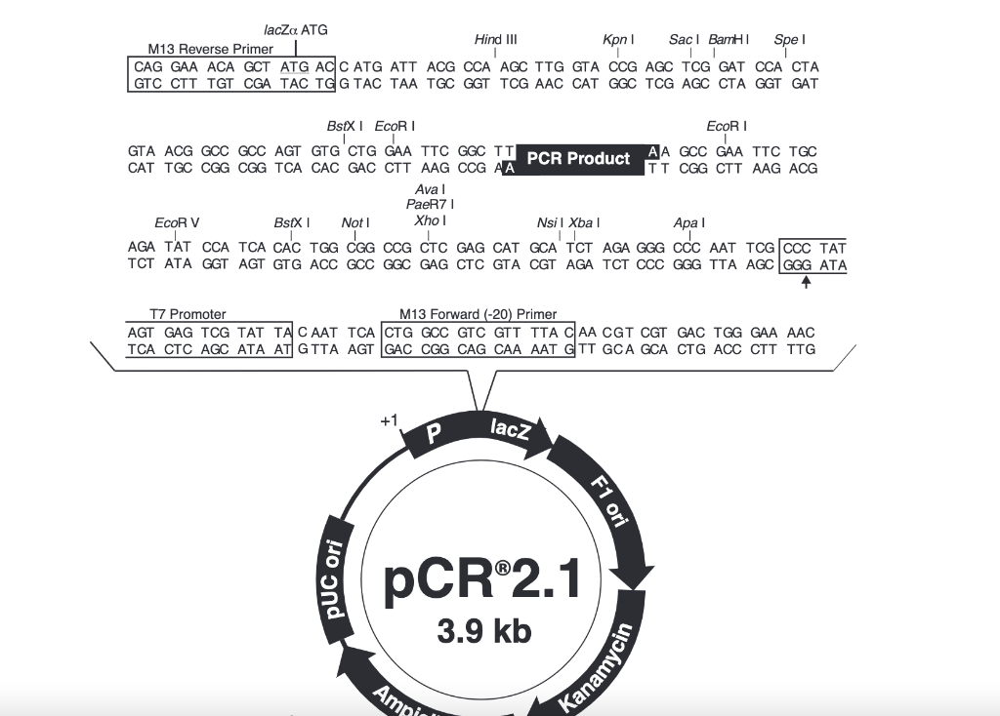 lacZα ATG
M13 Reverse Primer
Hind III Kpn I Sac I BamH I Spe I
CAG GAA ACA GCT ATG AC C ATG ATT ACG CCA AGC TTG GTA CCG AGC TCG GAT CCA CTA
GTC CTT TGT CGA TAC TG G TAC TAA TGC GGT TCG AAC CAT GGC TCG AGC CTA GGT GAT
BstX I EcoR I EcoR I
GTA ACG GCC GCC AGT GTG CTG GAA TTC GGC TT PCR Product A A GCC GAA TTC TGC
CAT TGC CGG CGG TCA CAC GAC CTT AAG CCG A A T T CGG CTT AAG ACG
Ava I
PaeR7 I
EcoR V BstX I Not I Xho I Nsi I Xba I Apa I
AGA TAT CCA TCA CAC TGG CGG CCG CTC GAG CAT GCA TCT AGA GGG CCC AAT TCG CCC TAT
TCT ATA GGT AGT GTG ACC GCC GGC GAG CTC GTA CGT AGA TCT CCC GGG TTA AGC GGG ATA
T7 Promoter M13 Forward (-20) Primer
AGT GAG TCG TAT TA C AAT TCA CTG GCC GTC GTT TTA C AA CGT CGT GAC TGG GAA AAC
TCA CTC AGC ATA AT G TTA AGT GAC CGG CAG CAA AAT G TT GCA GCA CTG ACC CTT TTG
+1
P
lacZ
F1 ori
pUC ori
pCR®2.1
3.9 kb
Kanamycin